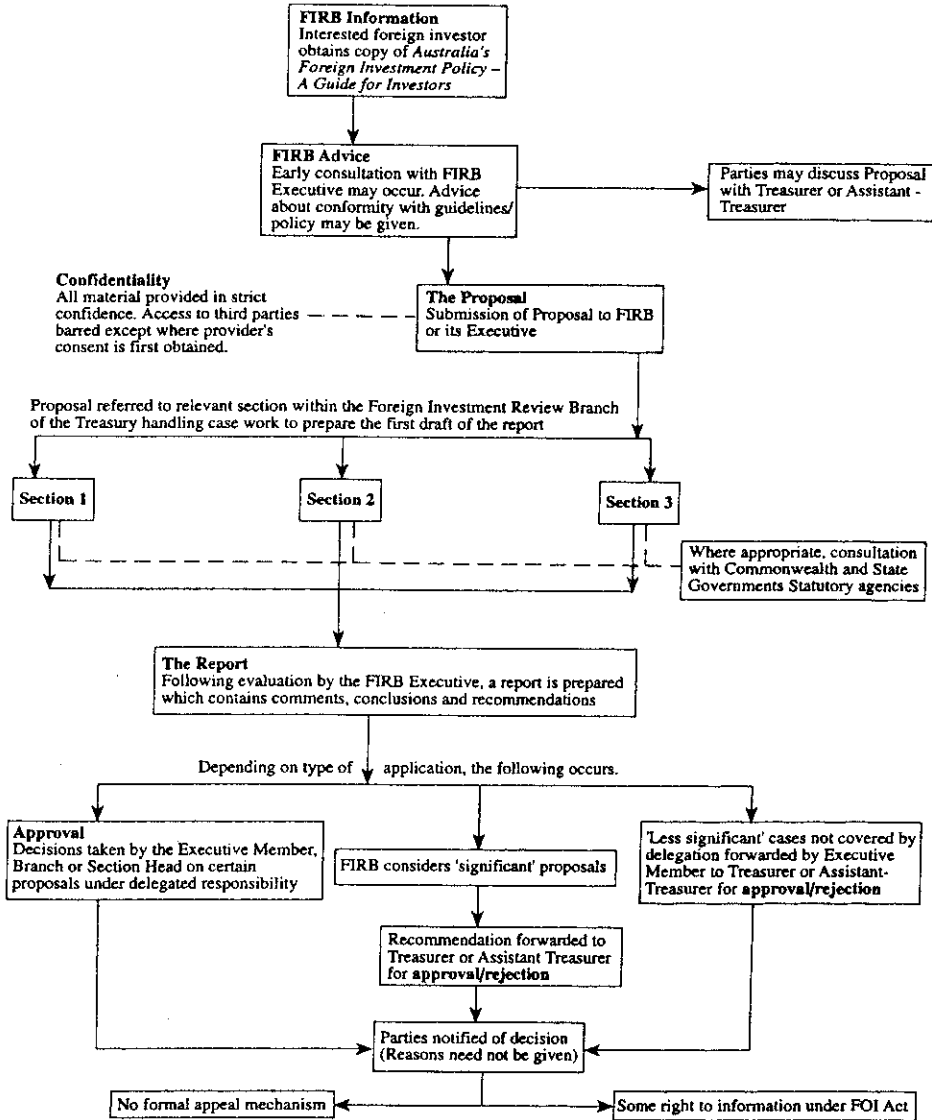 FIRB Information
Interested foreign investor
obtains copy of Australia's
Foreign Investment Policy –
A Guide for Investors
FIRB Advice
Early consultation with FIRB
Executive may occur. Advice
about conformity with guidelines/
policy may be given.
Parties may discuss Proposal
with Treasurer or Assistant -
Treasurer
Confidentiality
All material provided in strict
confidence. Access to third parties
barred except where provider's
consent is first obtained.
The Proposal
Submission of Proposal to FIRB
or its Executive
Proposal referred to relevant section within the Foreign Investment Review Branch
of the Treasury handling case work to prepare the first draft of the report
Section 1
Section 2
Section 3
Where appropriate, consultation
with Commonwealth and State
Governments Statutory agencies
The Report
Following evaluation by the FIRB Executive, a report is prepared
which contains comments, conclusions and recommendations
Depending on type of application, the following occurs.
Approval
Decisions taken by the Executive Member,
Branch or Section Head on certain
proposals under delegated responsibility
FIRB considers 'significant' proposals
'Less significant' cases not covered by
delegation forwarded by Executive
Member to Treasurer or Assistant-
Treasurer for approval/rejection
Recommendation forwarded to
Treasurer or Assistant Treasurer
for approval/rejection
Parties notified of decision
(Reasons need not be given)
No formal appeal mechanism
Some right to information under FOI Act